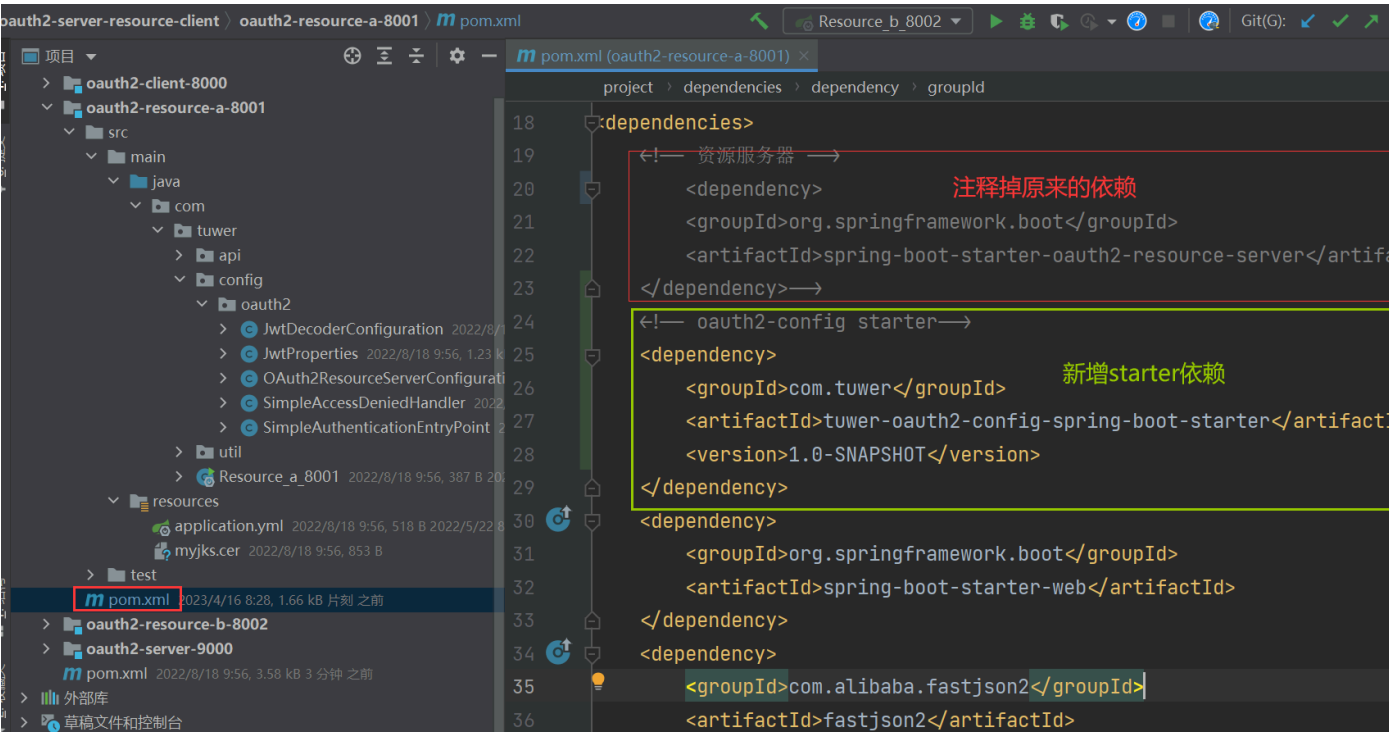 oauth2-server-resource-client 〉 oauth2-resource-a-8001 〉 pom.xml
Resource_b_8002
Git(G):
项目
pom.xml (oauth2-resource-a-8001)
project
dependencies
dependency
groupId
oauth2-client-8000
oauth2-resource-a-8001
src
main
java
com
tuwer
api
config
oauth2
JwtDecoderConfiguration 2022/8/1
JwtProperties 2022/8/18 9:56, 1.23 k
OAuth2ResourceServerConfigurati
SimpleAccessDeniedHandler 2022
SimpleAuthenticationEntryPoint 2
util
Resource_a_8001 2022/8/18 9:56, 387 B 20
resources
application.yml 2022/8/18 9:56, 518 B 2022/5/22 8
myjks.cer 2022/8/18 9:56, 853 B
test
pom.xml 2023/4/16 8:28, 1.66 kB 片刻 之前
oauth2-resource-b-8002
oauth2-server-9000
pom.xml 2022/8/18 9:56, 3.58 kB 3 分钟 之前
外部库
草稿文件和控制台
18 <dependencies>
19 <!-- 资源服务器 -->
20 <dependency>
注释掉原来的依赖
21 <groupId>org.springframework.boot</groupId>
22 <artifactId>spring-boot-starter-oauth2-resource-server</artifa
23 </dependency>-->
24 <!-- oauth2-config starter-->
25 <dependency>
新增starter依赖
26 <groupId>com.tuwer</groupId>
27 <artifactId>tuwer-oauth2-config-spring-boot-starter</artifactI
28 <version>1.0-SNAPSHOT</version>
29 </dependency>
30 <dependency>
31 <groupId>org.springframework.boot</groupId>
32 <artifactId>spring-boot-starter-web</artifactId>
33 </dependency>
34 <dependency>
35 <groupId>com.alibaba.fastjson2</groupId>
36 <artifactId>fastjson2</artifactId>